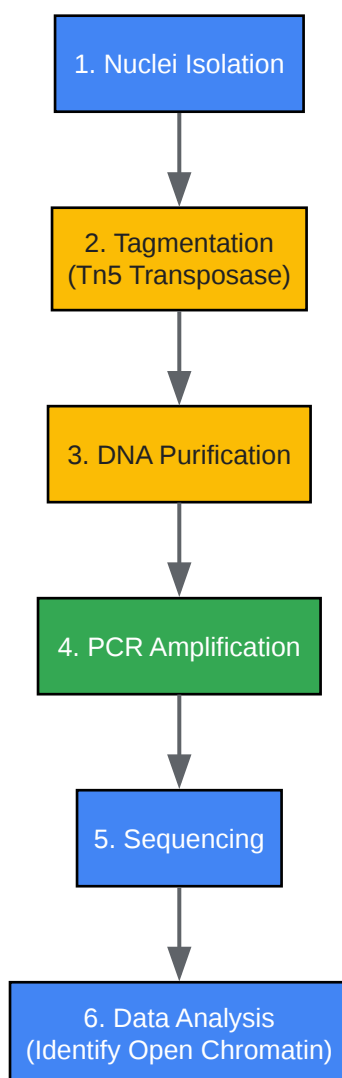 1. Nuclei Isolation
2. Tagmentation
(Tn5 Transposase)
3. DNA Purification
4. PCR Amplification
5. Sequencing
6. Data Analysis
(Identify Open Chromatin)